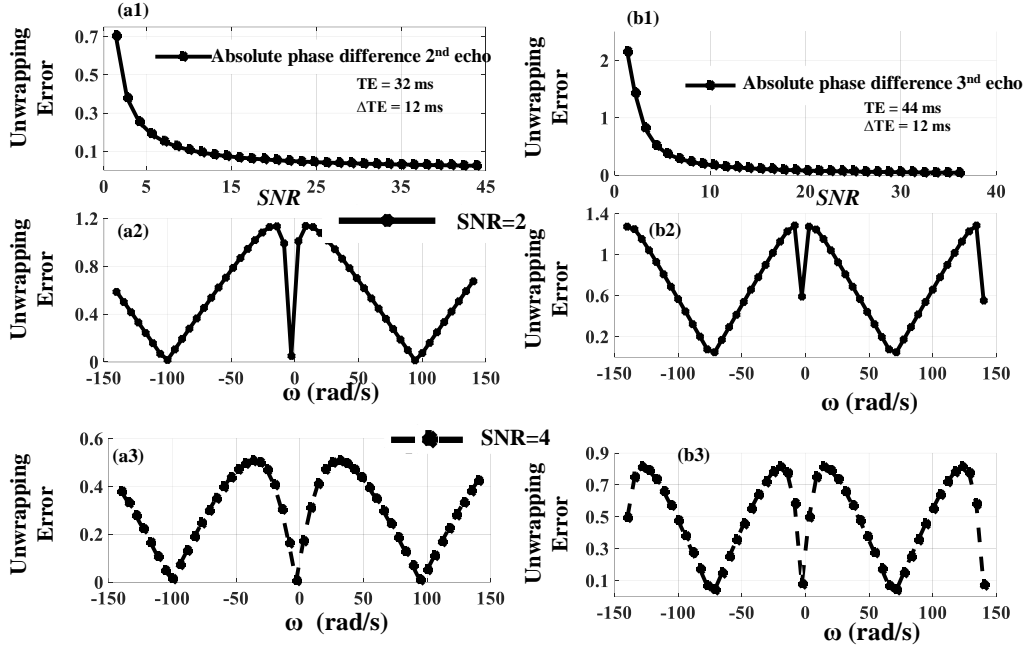 (a1)
Unwrapping
Error
0.7
0.5
0.3
0.1
Absolute phase difference 2nd echo
TE = 32 ms
ΔTE = 12 ms
0 5 15 25 35 45
SNR
(b1)
Unwrapping
Error
2
1
0
Absolute phase difference 3rd echo
TE = 44 ms
ΔTE = 12 ms
0 10 20 30 40
SNR
(a2)
Unwrapping
Error
1.2
0.8
0.4
0
SNR=2
-150 -100 -50 0 50 100 150
ω (rad/s)
(b2)
Unwrapping
Error
1.4
1
0.6
0.2
-150 -100 -50 0 50 100 150
ω (rad/s)
(a3)
Unwrapping
Error
0.6
0.4
0.2
0
SNR=4
-150 -100 -50 0 50 100 150
ω (rad/s)
(b3)
Unwrapping
Error
0.9
0.7
0.5
0.3
0.1
-150 -100 -50 0 50 100 150
ω (rad/s)